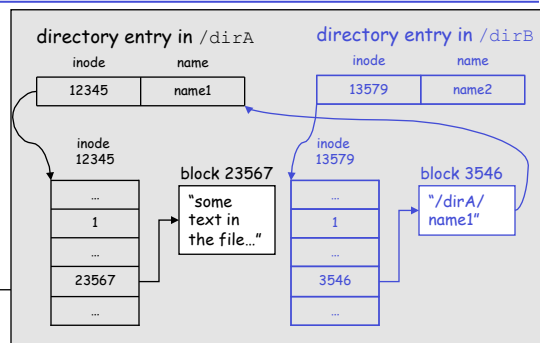 directory entry in /dirA
inode name
12345 name1
inode
12345
…
1
…
23567
…
block 23567
“some
text in
the file…”
directory entry in /dirB
inode name
13579 name2
inode
13579
…
1
…
3546
…
block 3546
“/dirA/
name1”